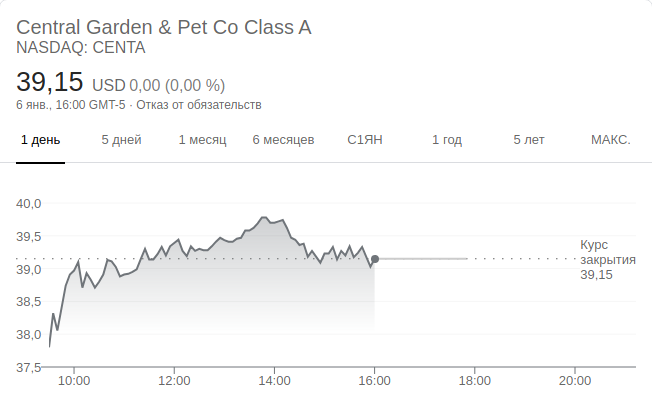 Central Garden & Pet Co Class A
NASDAQ: CENTA
39,15 USD 0,00 (0,00 %)
6 янв., 16:00 GMT-5 · Отказ от обязательств
1 день 5 дней 1 месяц 6 месяцев С1ЯН 1 год 5 лет МАКС.
40,0
39,5
Курс
закрытия
39,15
39,0
38,5
38,0
37,5
10:00 12:00 14:00 16:00 18:00 20:00